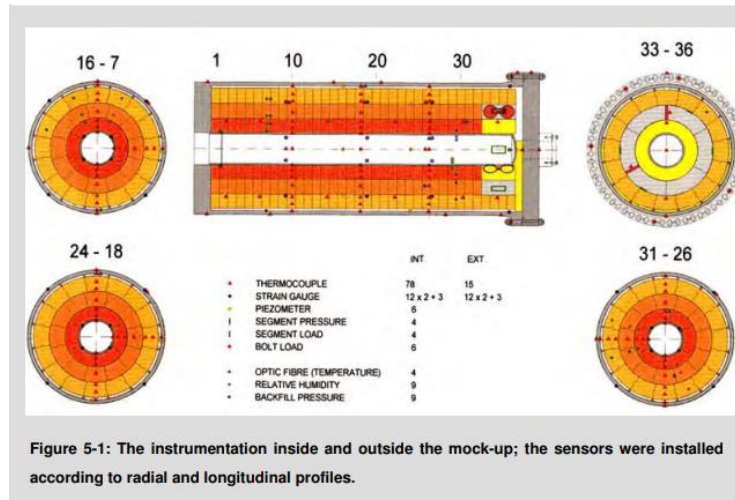 16 - 7
1 10 20 30
33 - 36
24 - 18
31 - 26
INT EXT
THERMOCOUPLE 78 15
STRAIN GAUGE 12 x 2 + 3 12 x 2 + 3
PIEZOMETER 6
SEGMENT PRESSURE 4
SEGMENT LOAD 4
BOLT LOAD 6
OPTIC FIBRE (TEMPERATURE) 4
RELATIVE HUMIDITY 9
BACKFILL PRESSURE 9
Figure 5-1: The instrumentation inside and outside the mock-up; the sensors were installed
according to radial and longitudinal profiles.